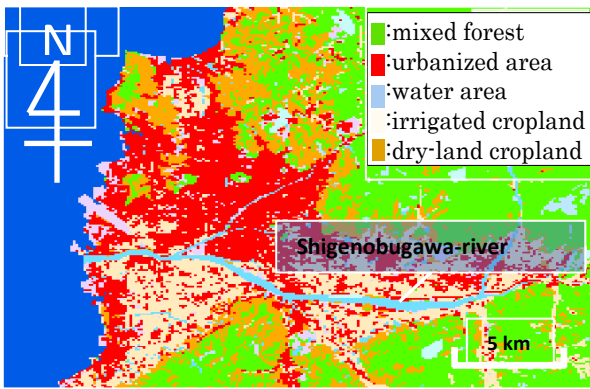 N
:mixed forest
:urbanized area
:water area
:irrigated cropland
:dry-land cropland
Shigenobugawa-river
5 km